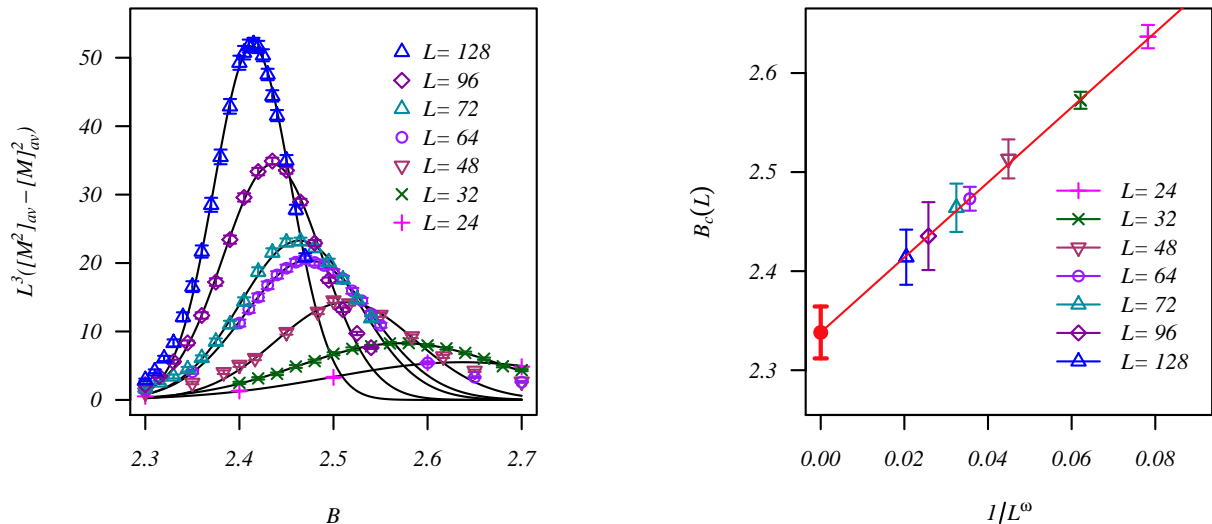 L³([M²]av − [M]²av)
50
40
30
20
10
0
2.3 2.4 2.5 2.6 2.7
B
L= 128
L= 96
L= 72
L= 64
L= 48
L= 32
L= 24
Bc(L)
2.6
2.5
2.4
2.3
0.00 0.02 0.04 0.06 0.08
1/Lω
L= 24
L= 32
L= 48
L= 64
L= 72
L= 96
L= 128